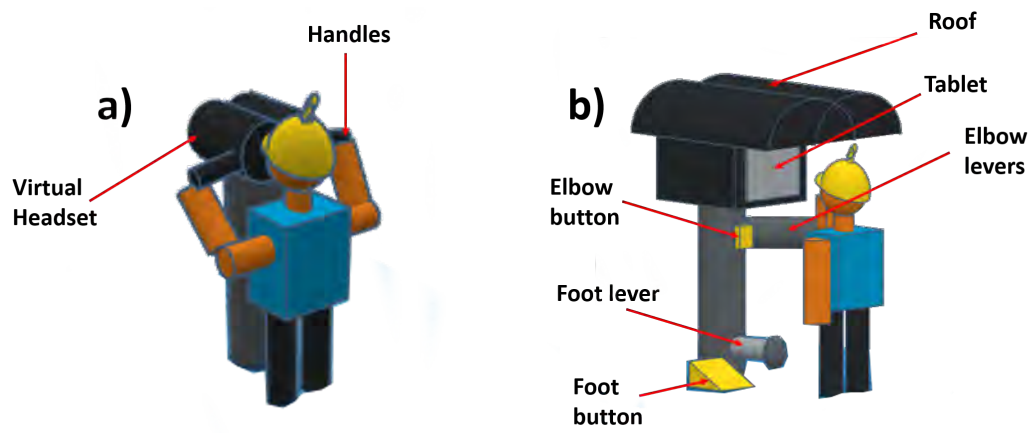 a)
Handles
Virtual
Headset
b)
Roof
Tablet
Elbow
levers
Elbow
button
Foot lever
Foot
button